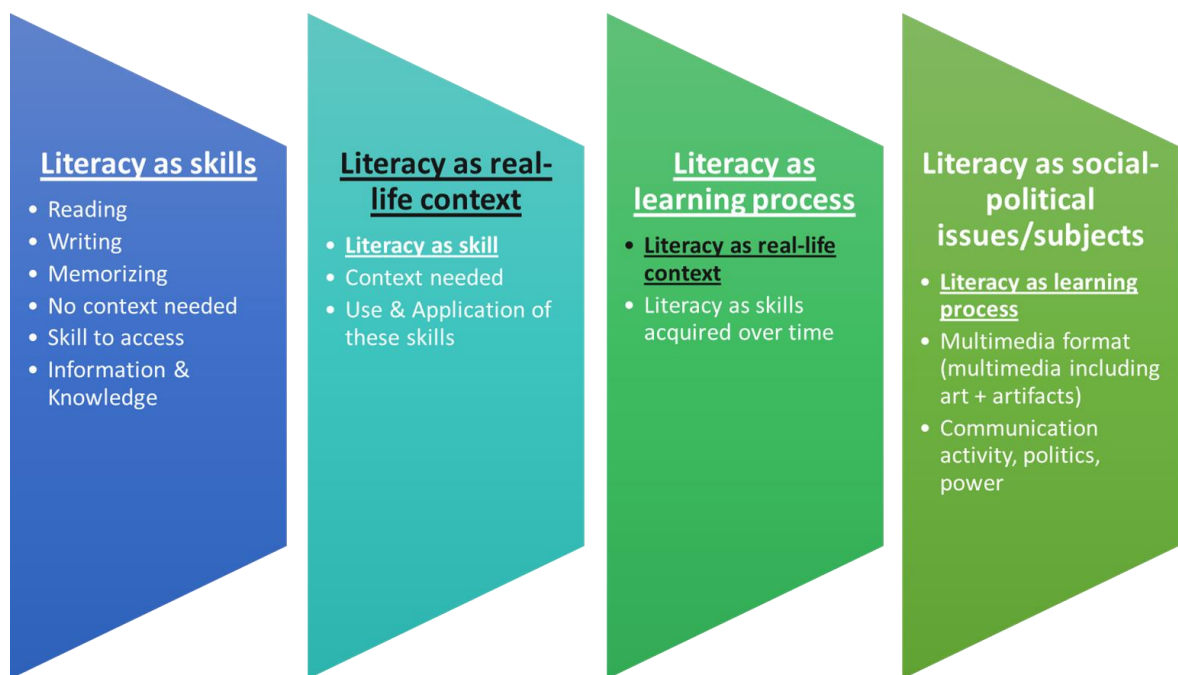 Literacy as skills
• Reading
• Writing
• Memorizing
• No context needed
• Skill to access
• Information &
Knowledge
Literacy as real-
life context
• Literacy as skill
• Context needed
• Use & Application of
these skills
Literacy as
learning process
• Literacy as real-life
context
• Literacy as skills
acquired over time
Literacy as social-
political
issues/subjects
• Literacy as learning
process
• Multimedia format
(multimedia including
art + artifacts)
• Communication
activity, politics,
power